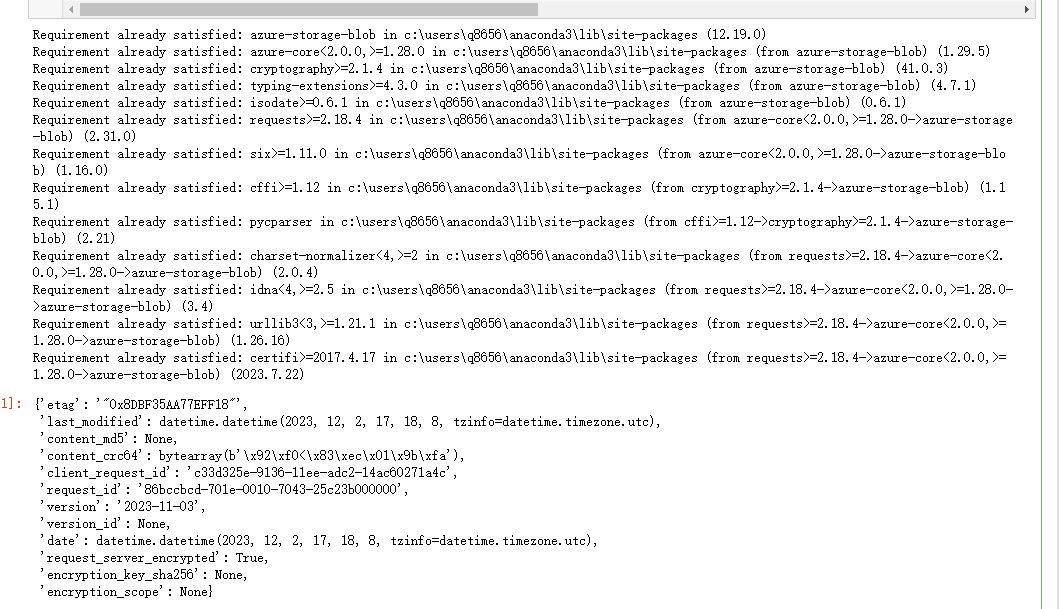 Requirement already satisfied: azure-storage-blob in c:\users\q8656\anaconda3\lib\site-packages (12.19.0)
Requirement already satisfied: azure-core<2.0.0,>=1.28.0 in c:\users\q8656\anaconda3\lib\site-packages (from azure-storage-blob) (1.29.5)
Requirement already satisfied: cryptography>=2.1.4 in c:\users\q8656\anaconda3\lib\site-packages (from azure-storage-blob) (41.0.3)
Requirement already satisfied: typing-extensions>=4.3.0 in c:\users\q8656\anaconda3\lib\site-packages (from azure-storage-blob) (4.7.1)
Requirement already satisfied: isodate>=0.6.1 in c:\users\q8656\anaconda3\lib\site-packages (from azure-storage-blob) (0.6.1)
Requirement already satisfied: requests>=2.18.4 in c:\users\q8656\anaconda3\lib\site-packages (from azure-core<2.0.0,>=1.28.0->azure-storage
-blob) (2.31.0)
Requirement already satisfied: six>=1.11.0 in c:\users\q8656\anaconda3\lib\site-packages (from azure-core<2.0.0,>=1.28.0->azure-storage-blo
b) (1.16.0)
Requirement already satisfied: cffi>=1.12 in c:\users\q8656\anaconda3\lib\site-packages (from cryptography>=2.1.4->azure-storage-blob) (1.1
5.1)
Requirement already satisfied: pycparser in c:\users\q8656\anaconda3\lib\site-packages (from cffi>=1.12->cryptography>=2.1.4->azure-storage-
blob) (2.21)
Requirement already satisfied: charset-normalizer<4,>=2 in c:\users\q8656\anaconda3\lib\site-packages (from requests>=2.18.4->azure-core<2.
0.0,>=1.28.0->azure-storage-blob) (2.0.4)
Requirement already satisfied: idna<4,>=2.5 in c:\users\q8656\anaconda3\lib\site-packages (from requests>=2.18.4->azure-core<2.0.0,>=1.28.0-
>azure-storage-blob) (3.4)
Requirement already satisfied: urllib3<3,>=1.21.1 in c:\users\q8656\anaconda3\lib\site-packages (from requests>=2.18.4->azure-core<2.0.0,>=
1.28.0->azure-storage-blob) (1.26.16)
Requirement already satisfied: certifi>=2017.4.17 in c:\users\q8656\anaconda3\lib\site-packages (from requests>=2.18.4->azure-core<2.0.0,>=
1.28.0->azure-storage-blob) (2023.7.22)
1]: {'etag': '"0x8DBF35AA77EFF18"',
'last_modified': datetime.datetime(2023, 12, 2, 17, 18, 8, tzinfo=datetime.timezone.utc),
'content_md5': None,
'content_crc64': bytearray(b'\x92\xf0<\x83\xec\x01\x9b\xfa'),
'client_request_id': 'c33d325e-9136-11ee-adc2-14ac60271a4c',
'request_id': '86bccbcd-701e-0010-7043-25c23b000000',
'version': '2023-11-03',
'version_id': None,
'date': datetime.datetime(2023, 12, 2, 17, 18, 8, tzinfo=datetime.timezone.utc),
'request_server_encrypted': True,
'encryption_key_sha256': None,
'encryption_scope': None}